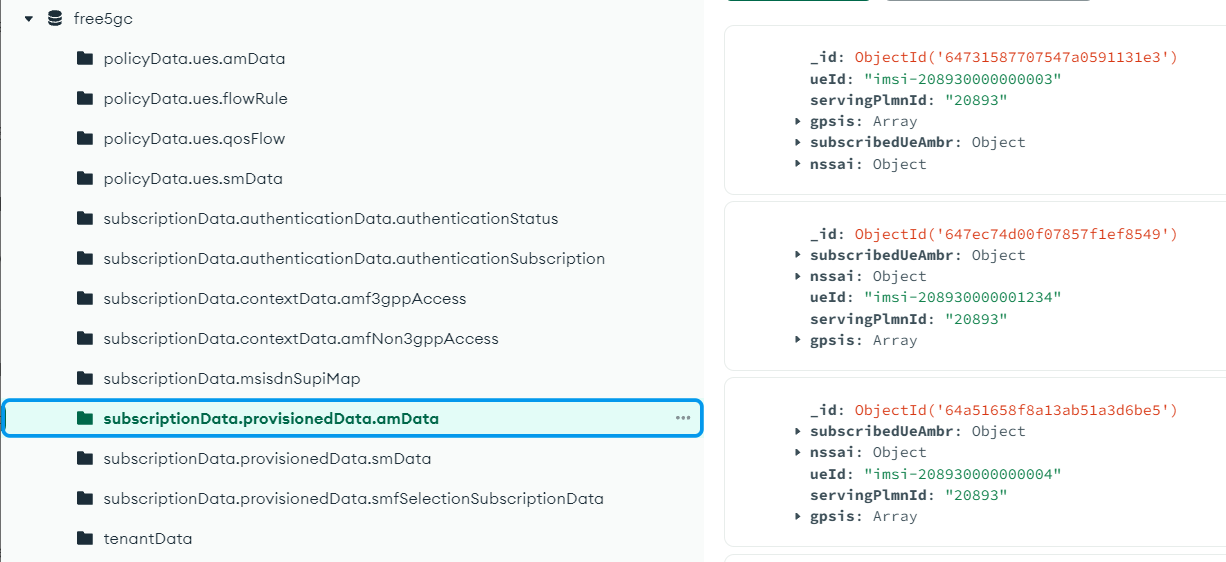 free5gc
policyData.ues.amData
policyData.ues.flowRule
policyData.ues.qosFlow
policyData.ues.smData
subscriptionData.authenticationData.authenticationStatus
subscriptionData.authenticationData.authenticationSubscription
subscriptionData.contextData.amf3gppAccess
subscriptionData.contextData.amfNon3gppAccess
subscriptionData.msisdnSupiMap
subscriptionData.provisionedData.amData
subscriptionData.provisionedData.smData
subscriptionData.provisionedData.smfSelectionSubscriptionData
tenantData
_id: ObjectId('64731587707547a0591131e3')
ueId: "imsi-208930000000003"
servingPlmnId: "20893"
gpsis: Array
subscribedUeAmbr: Object
nssai: Object
_id: ObjectId('647ec74d00f07857f1ef8549')
subscribedUeAmbr: Object
nssai: Object
ueId: "imsi-208930000001234"
servingPlmnId: "20893"
gpsis: Array
_id: ObjectId('64a51658f8a13ab51a3d6be5')
subscribedUeAmbr: Object
nssai: Object
ueId: "imsi-208930000000004"
servingPlmnId: "20893"
gpsis: Array